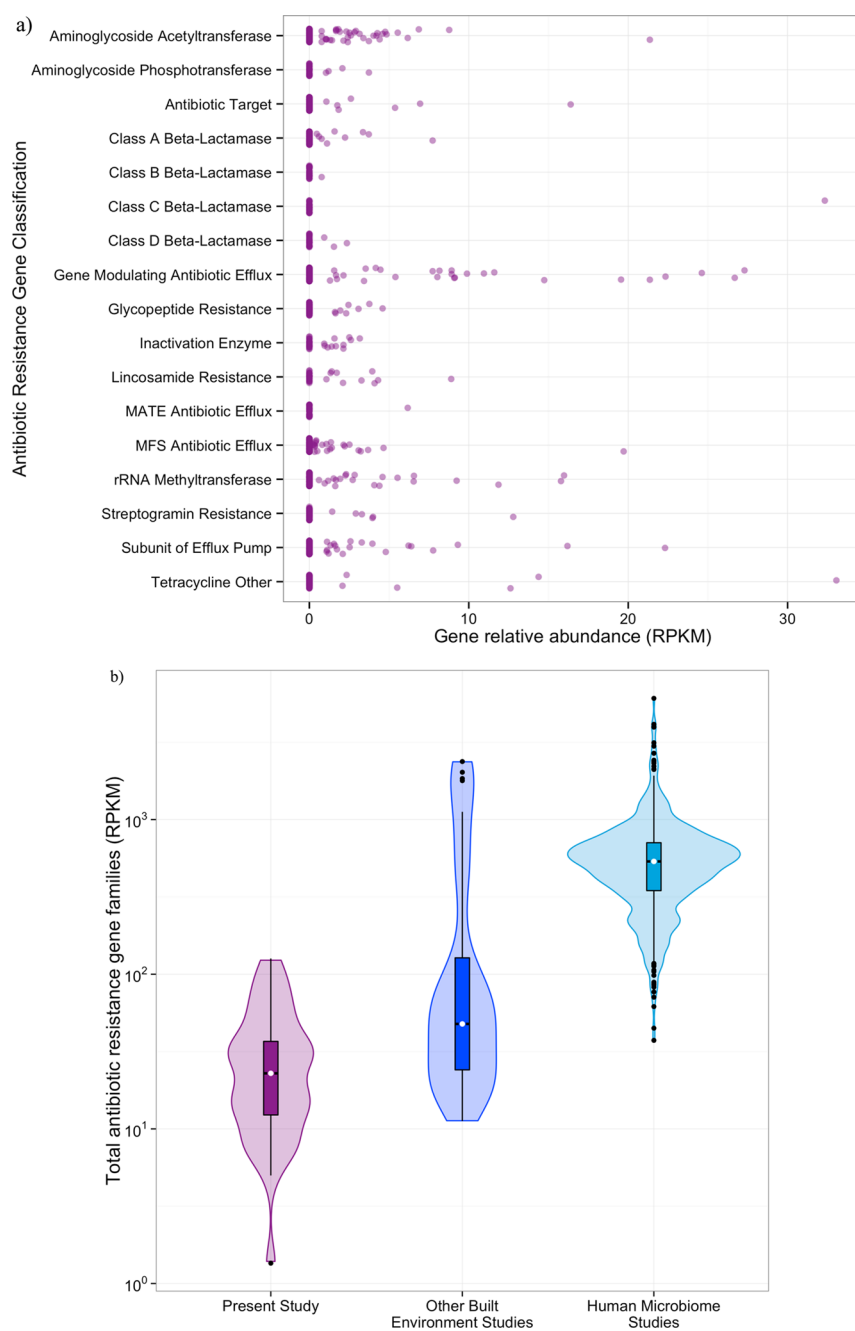 a)
Antibiotic Resistance Gene Classification
Aminoglycoside Acetyltransferase
Aminoglycoside Phosphotransferase
Antibiotic Target
Class A Beta-Lactamase
Class B Beta-Lactamase
Class C Beta-Lactamase
Class D Beta-Lactamase
Gene Modulating Antibiotic Efflux
Glycopeptide Resistance
Inactivation Enzyme
Lincosamide Resistance
MATE Antibiotic Efflux
MFS Antibiotic Efflux
rRNA Methyltransferase
Streptogramin Resistance
Subunit of Efflux Pump
Tetracycline Other
0 10 20 30
Gene relative abundance (RPKM)
b)
Total antibiotic resistance gene families (RPKM)
10³
10²
10¹
10⁰
Present Study
Other Built
Environment Studies
Human Microbiome
Studies